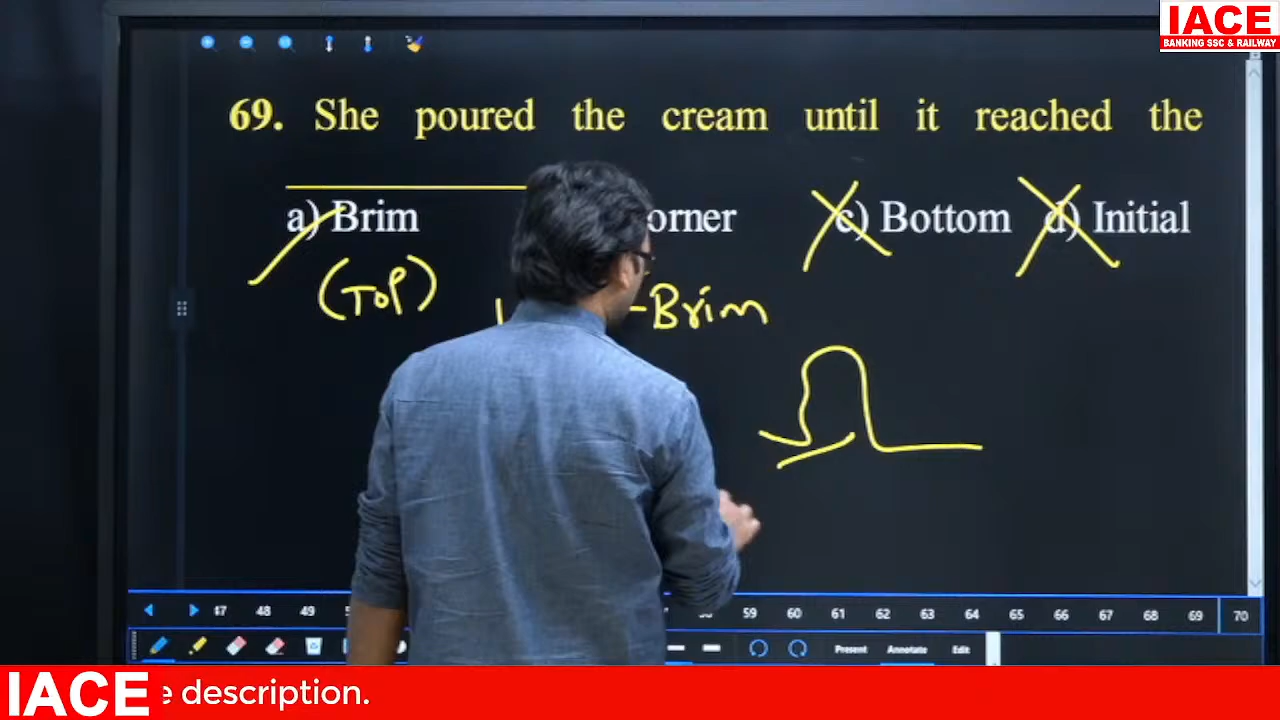 IACE
BANKING SSC & RAILWAY
69. She poured the cream until it reached the
a) Brim orner c) Bottom d) Initial
(Top) -Brim
47 48 49 59 60 61 62 63 64 65 66 67 68 69 70
Present Annotate Edit
IACE e description.